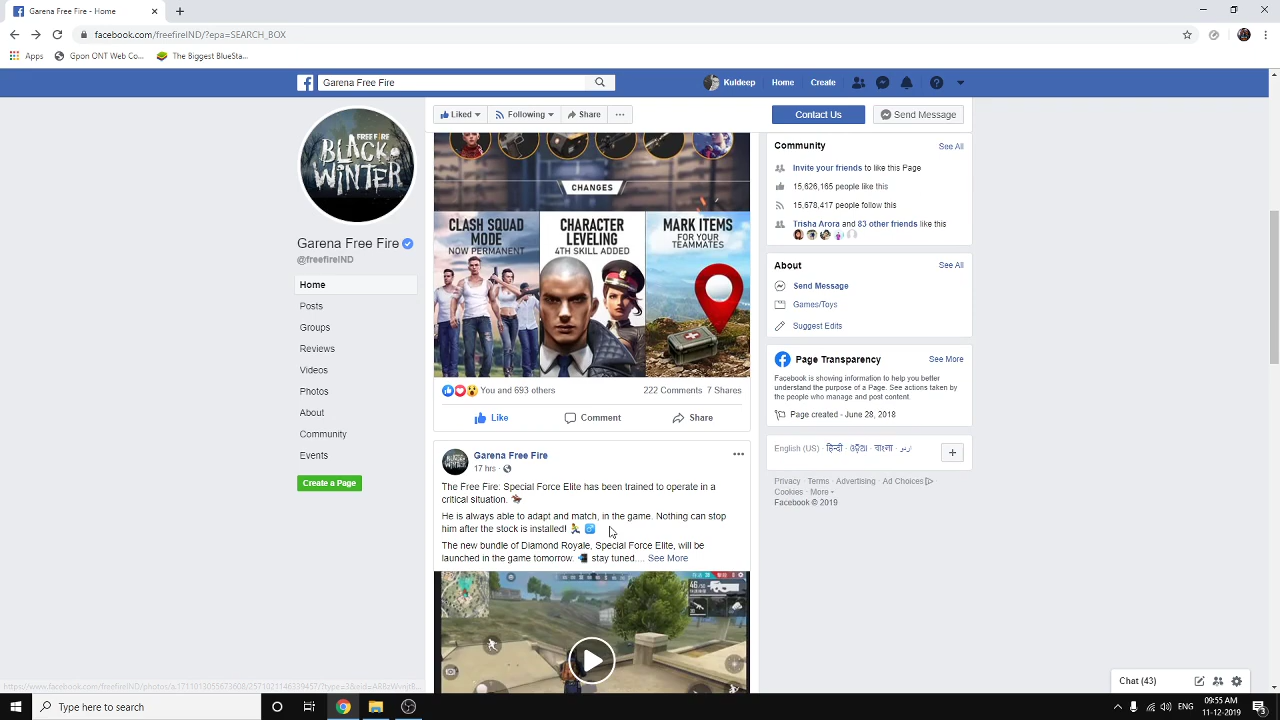 Garena Free Fire - Home
facebook.com/freefireIND/?epa=SEARCH_BOX
Apps
Gpon ONT Web Co...
The Biggest BlueSta...
Garena Free Fire
Kuldeep
Home
Create
Liked
Following
Share
Contact Us
Send Message
FREE FIRE
BLACK
WINTER
Garena Free Fire
@freefireIND
Home
Posts
Groups
Reviews
Videos
Photos
About
Community
Events
Create a Page
CHANGES
CLASH SQUAD
MODE
NOW PERMANENT
CHARACTER
LEVELING
4TH SKILL ADDED
MARK ITEMS
FOR YOUR
TEAMMATES
You and 693 others
222 Comments 7 Shares
Like
Comment
Share
Garena Free Fire
17 hrs ·
The Free Fire: Special Force Elite has been trained to operate in a
critical situation.
He is always able to adapt and match, in the game. Nothing can stop
him after the stock is installed!
The new bundle of Diamond Royale, Special Force Elite, will be
launched in the game tomorrow. stay tuned.... See More
Community
See All
Invite your friends to like this Page
15,626,165 people like this
15,678,417 people follow this
Trisha Arora and 83 other friends like this
About
See All
Send Message
Games/Toys
Suggest Edits
Page Transparency
See More
Facebook is showing information to help you better
understand the purpose of a Page. See actions taken by
the people who manage and post content.
Page created - June 28, 2018
English (US) · हिन्दी · ଓଡ଼ିଆ · বাংলা · اردو
Privacy · Terms · Advertising · Ad Choices ·
Cookies · More
Facebook © 2019
Chat (43)
Type here to search
09:55 AM
11-12-2019